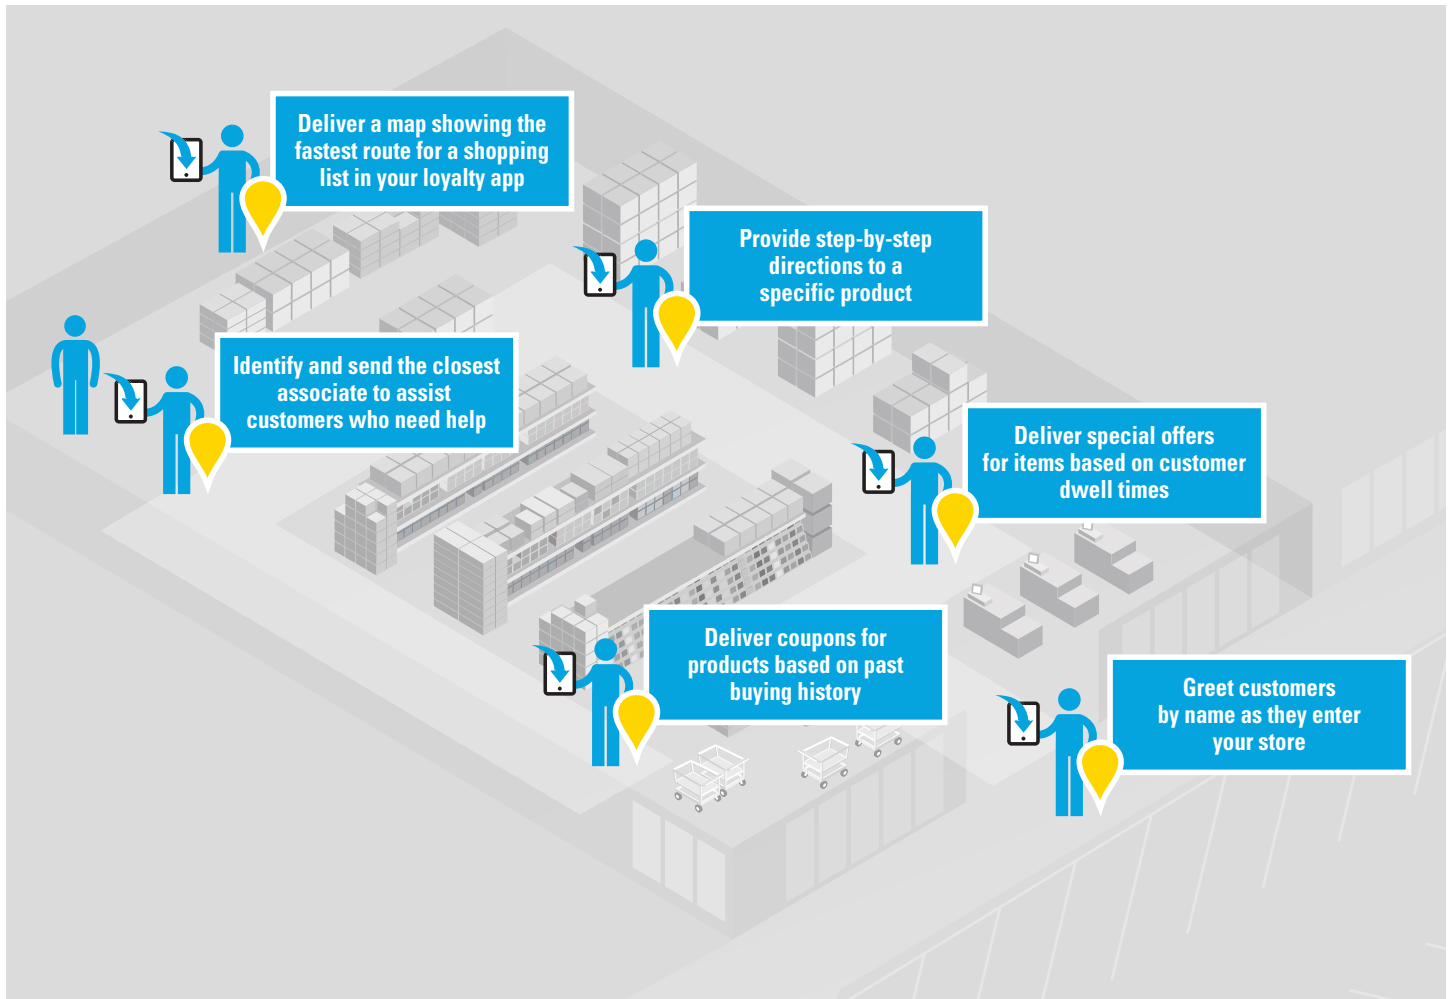 Deliver a map showing the
fastest route for a shopping
list in your loyalty app
Provide step-by-step
directions to a
specific product
Identify and send the closest
associate to assist
customers who need help
Deliver special offers
for items based on customer
dwell times
Deliver coupons for
products based on past
buying history
Greet customers
by name as they enter
your store